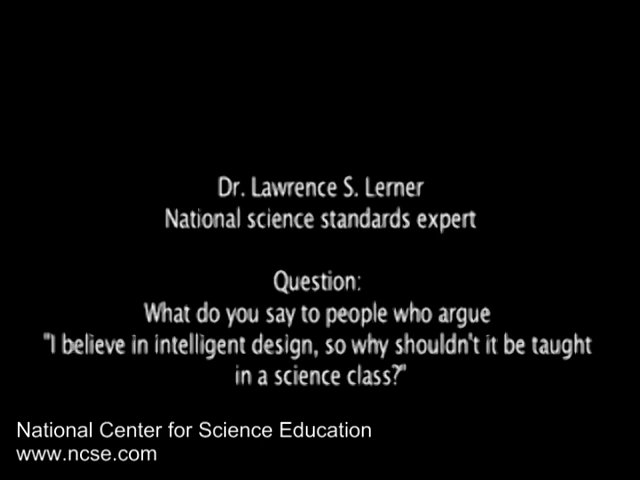 Dr. Lawrence S. Lerner
National science standards expert
Question:
What do you say to people who argue
"I believe in intelligent design, so why shouldn't it be taught
in a science class?"
National Center for Science Education
www.ncse.com